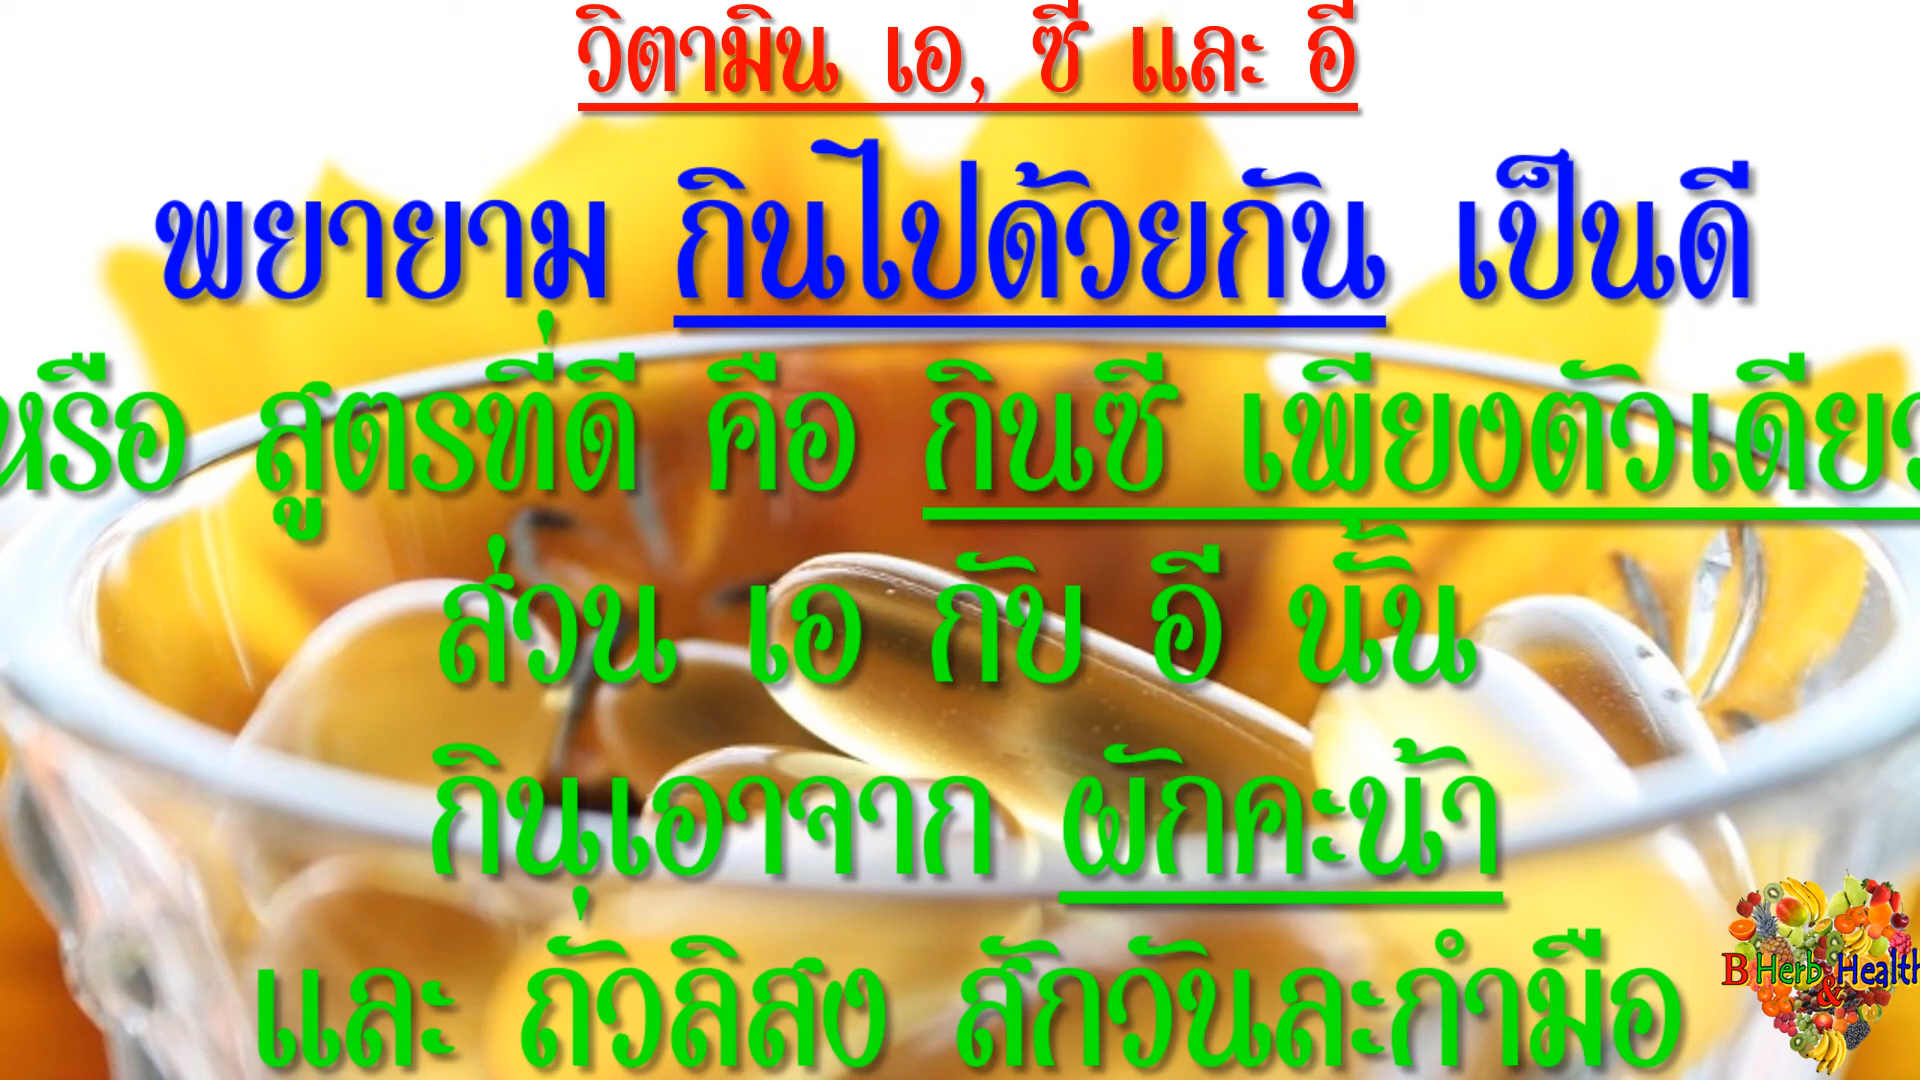 วิตามิน เอ, ซี และ อี
พยายาม กินไปด้วยกัน เป็นดี
หรือ สูตรที่ดี คือ กินซี เพียงตัวเดียว
ส่วน เอ กับ อี นั้น
กินเอาจาก ผักคะน้า
และ ถั่วลิสง สักวันละกำมือ
B Herb & Health